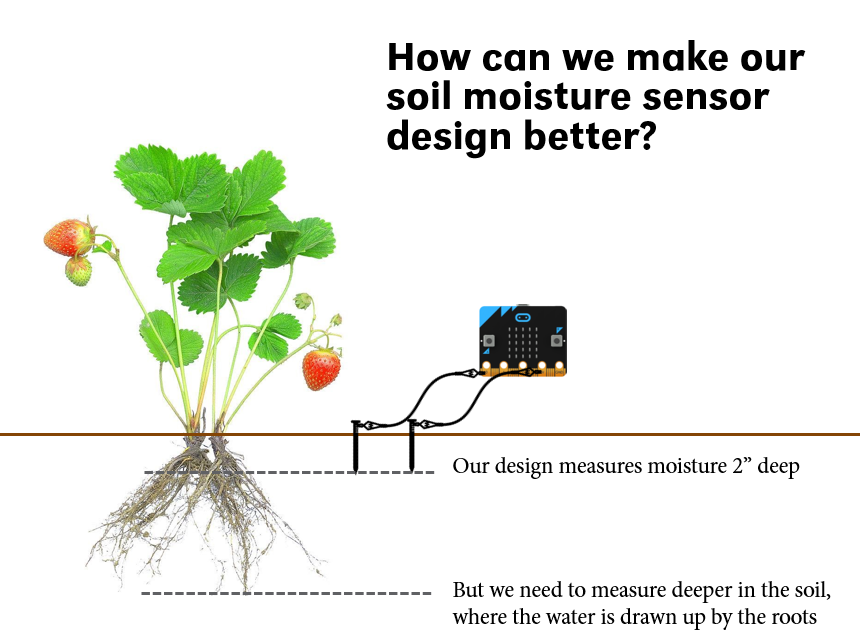 How can we make our
soil moisture sensor
design better?
Our design measures moisture 2” deep
But we need to measure deeper in the soil,
where the water is drawn up by the roots